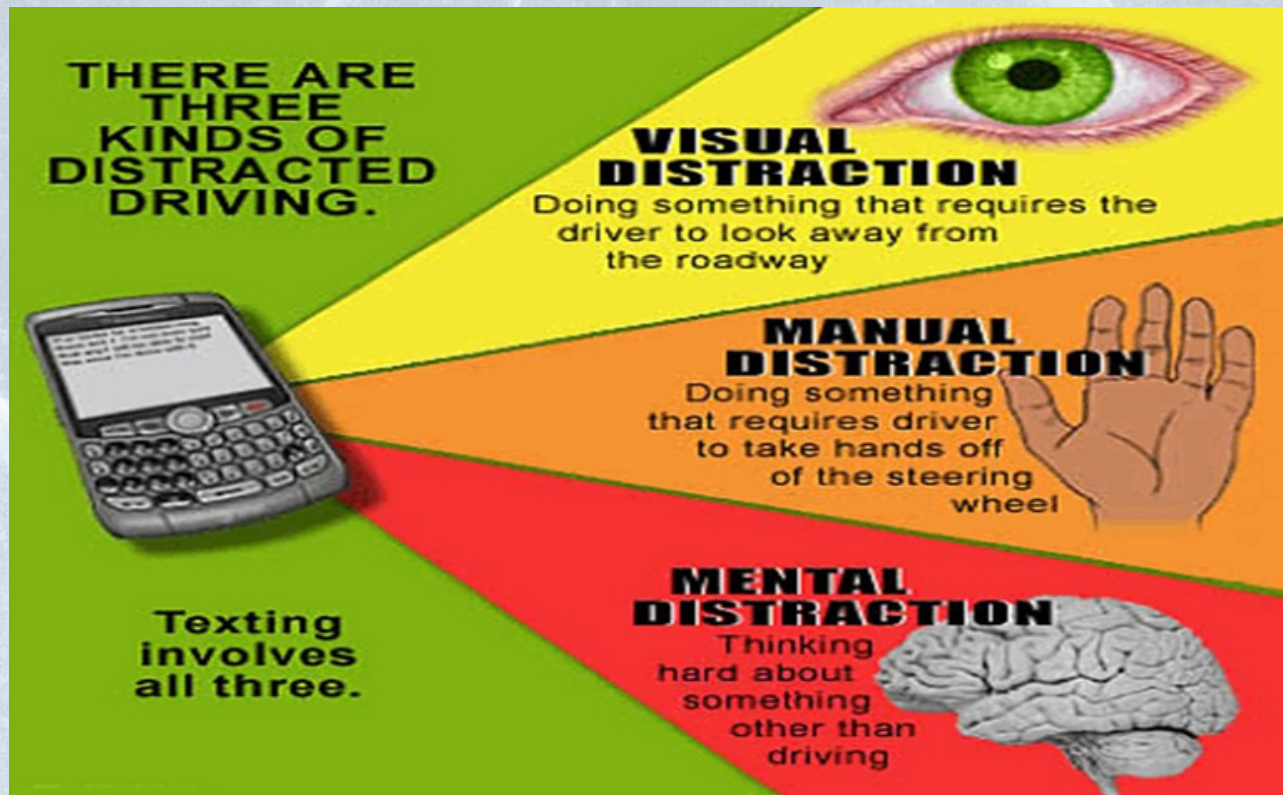 THERE ARE
THREE
KINDS OF
DISTRACTED
DRIVING.
VISUAL
DISTRACTION
Doing something that requires the
driver to look away from
the roadway
MANUAL
DISTRACTION
Doing something
that requires driver
to take hands off
of the steering
wheel
MENTAL
DISTRACTION
Thinking
hard about
something
other than
driving
Texting
involves
all three.